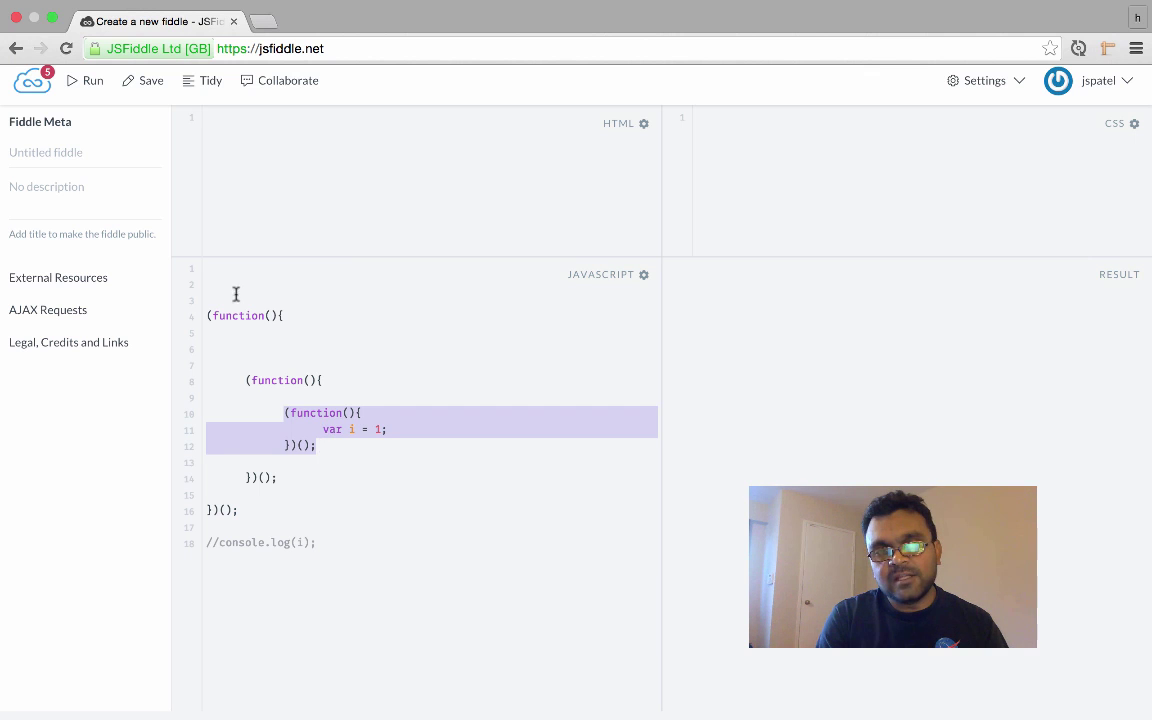 Create a new fiddle - JSFid
h
JSFiddle Ltd [GB] https://jsfiddle.net
5
Run Save Tidy Collaborate
Settings jspatel
Fiddle Meta
Untitled fiddle
No description
Add title to make the fiddle public.
External Resources
AJAX Requests
Legal, Credits and Links
1
HTML
1
CSS
JAVASCRIPT
RESULT
1
2
3
4 (function(){
5
6
7
8 (function(){
9
10 (function(){
11 var i = 1;
12 })();
13
14 })();
15
16 })();
17
18 //console.log(i);